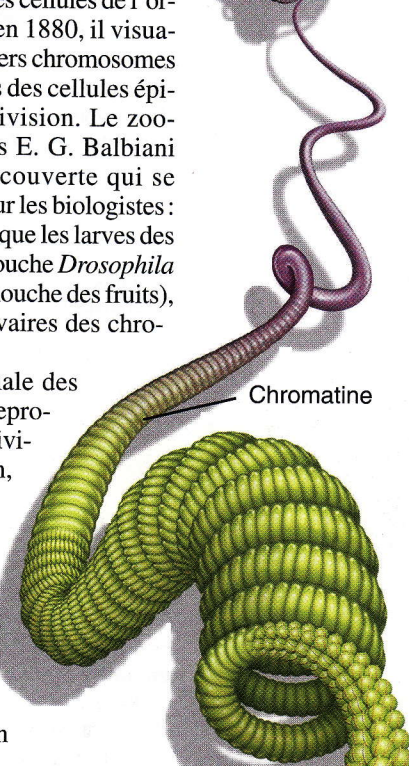 es cellules de l'or-
en 1880, il visua-
ers chromosomes
s des cellules épi-
ivision. Le zoo-
s E. G. Balbiani
couverte qui se
ur les biologistes :
que les larves des
ouche Drosophila
ouche des fruits),
vaires des chro-
iale des
epro-
ivi-
n,
n
Chromatine